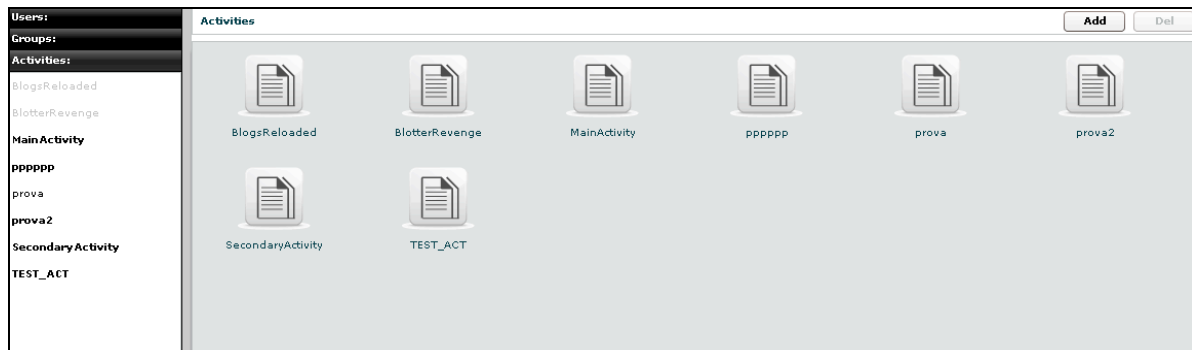 Users:
Groups:
Activities:
BlogsReloaded
BlotterRevenge
MainActivity
pppppp
prova
prova2
SecondaryActivity
TEST_ACT
Activities
Add Del
BlogsReloaded BlotterRevenge MainActivity pppppp prova prova2
SecondaryActivity TEST_ACT